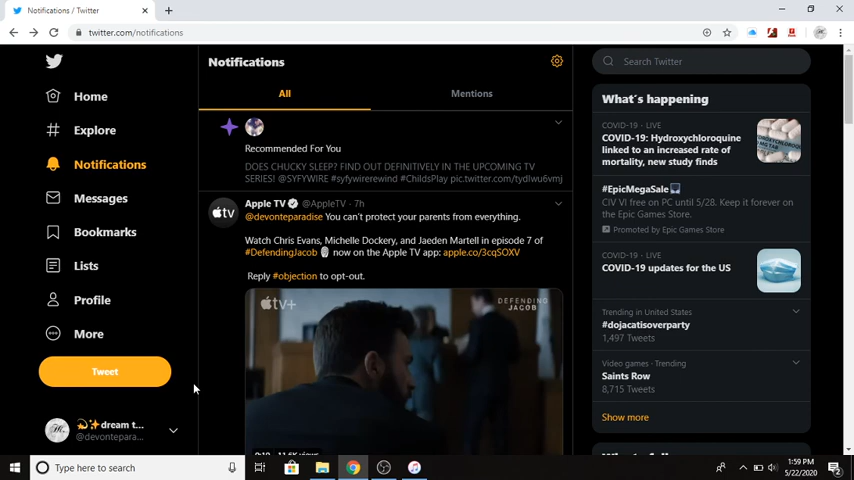 Notifications / Twitter
twitter.com/notifications
Home
Explore
Notifications
Messages
Bookmarks
Lists
Profile
More
Tweet
dream t...
@devontepara...
Notifications
All
Mentions
Recommended For You
DOES CHUCKY SLEEP? FIND OUT DEFINITIVELY IN THE UPCOMING TV
SERIES! @SYFYWIRE #syfywirerewind #ChildsPlay pic.twitter.com/tydlwu6vmj
Apple TV @AppleTV · 7h
@devonteparadise You can't protect your parents from everything.
Watch Chris Evans, Michelle Dockery, and Jaeden Martell in episode 7 of
#DefendingJacob now on the Apple TV app: apple.co/3cqSOXV
Reply #objection to opt-out.
tv
tv+
DEFENDING
JACOB
Search Twitter
What's happening
COVID-19 · LIVE
COVID-19: Hydroxychloroquine
linked to an increased rate of
mortality, new study finds
#EpicMegaSale
CIV VI free on PC until 5/28. Keep it forever on
the Epic Games Store.
Promoted by Epic Games Store
COVID-19 · LIVE
COVID-19 updates for the US
Trending in United States
#dojacatisoverparty
1,497 Tweets
Video games · Trending
Saints Row
8,715 Tweets
Show more
Type here to search
1:59 PM
5/22/2020
2